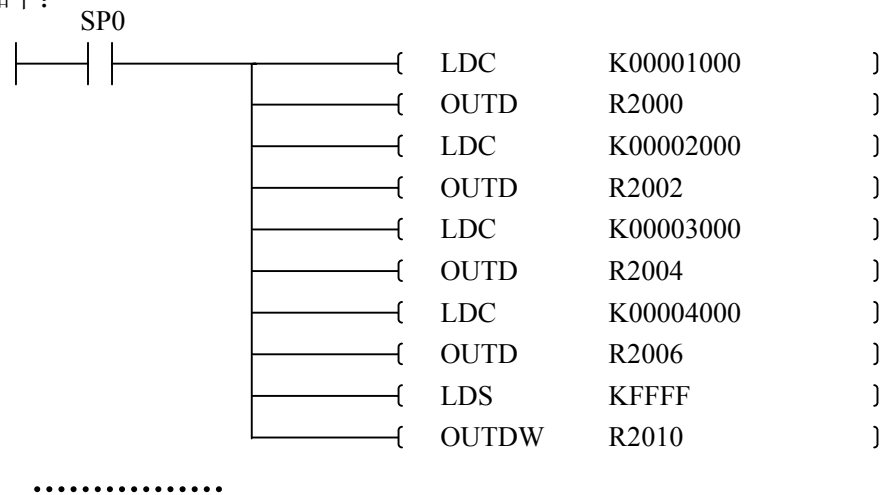 SP0
LDC K00001000
OUTD R2000
LDC K00002000
OUTD R2002
LDC K00003000
OUTD R2004
LDC K00004000
OUTD R2006
LDS KFFFF
OUTDW R2010
................